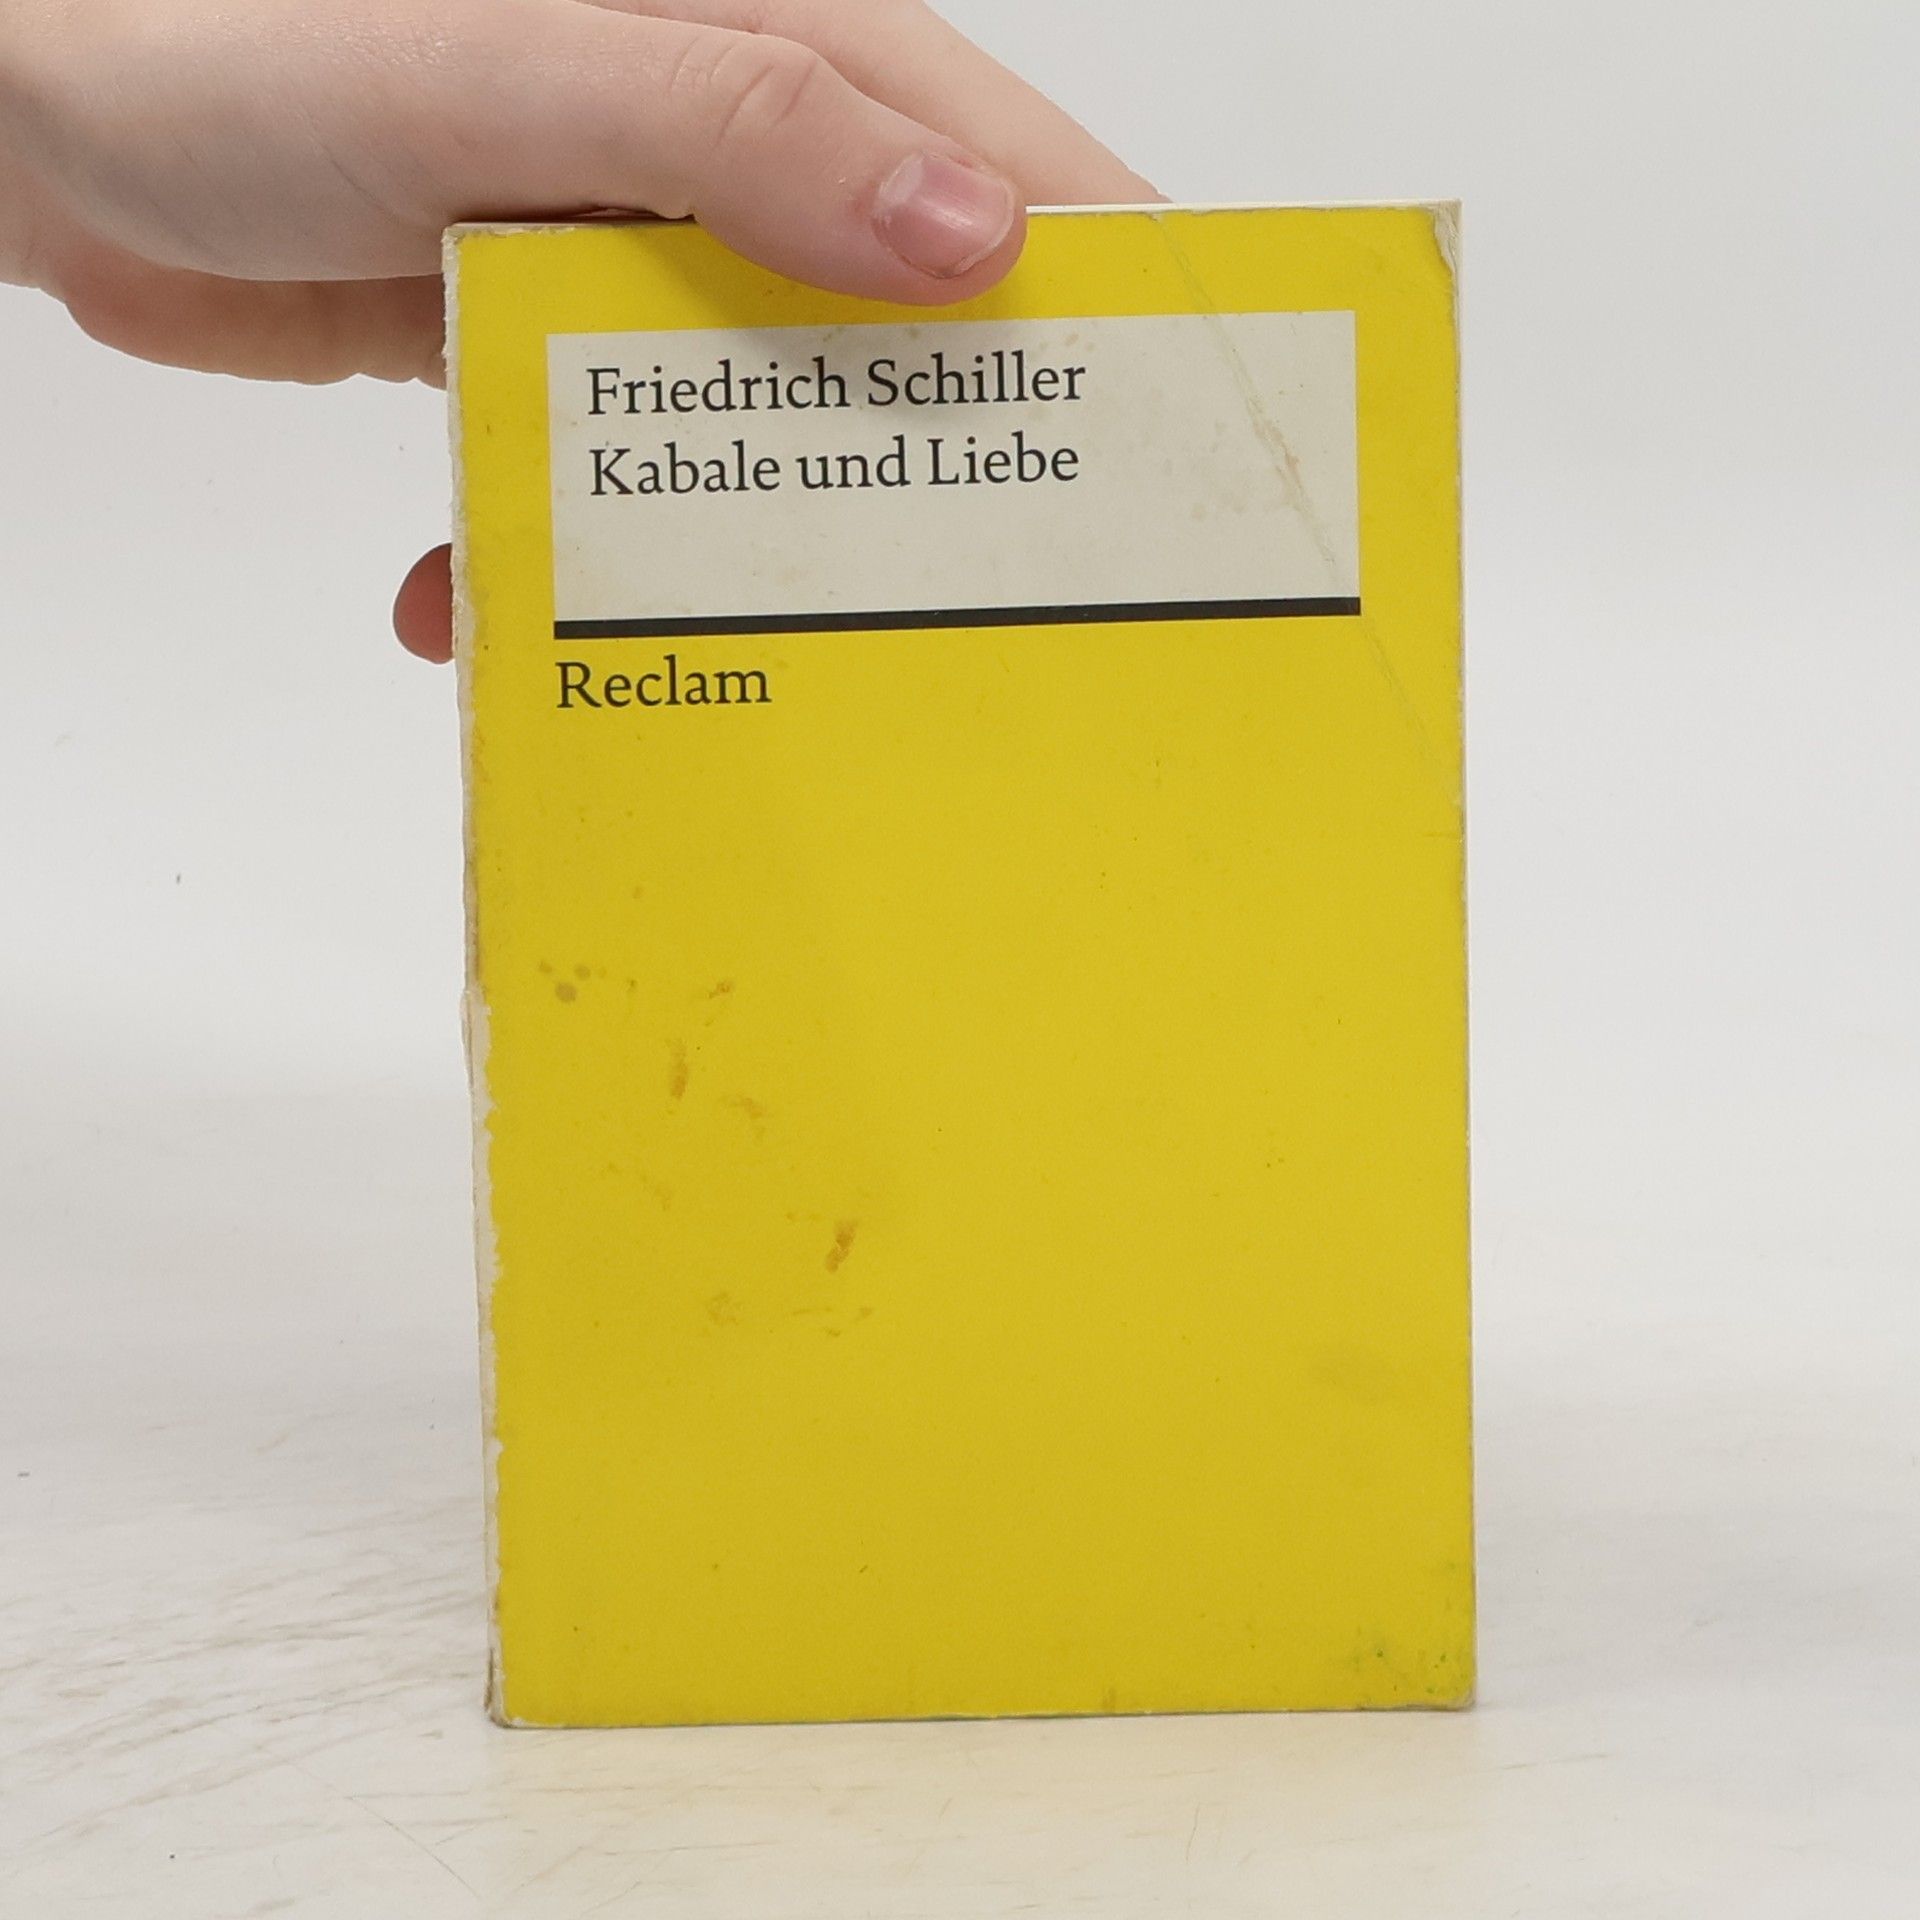 Friedrich Schiller
Kabale und Liebe
Reclam